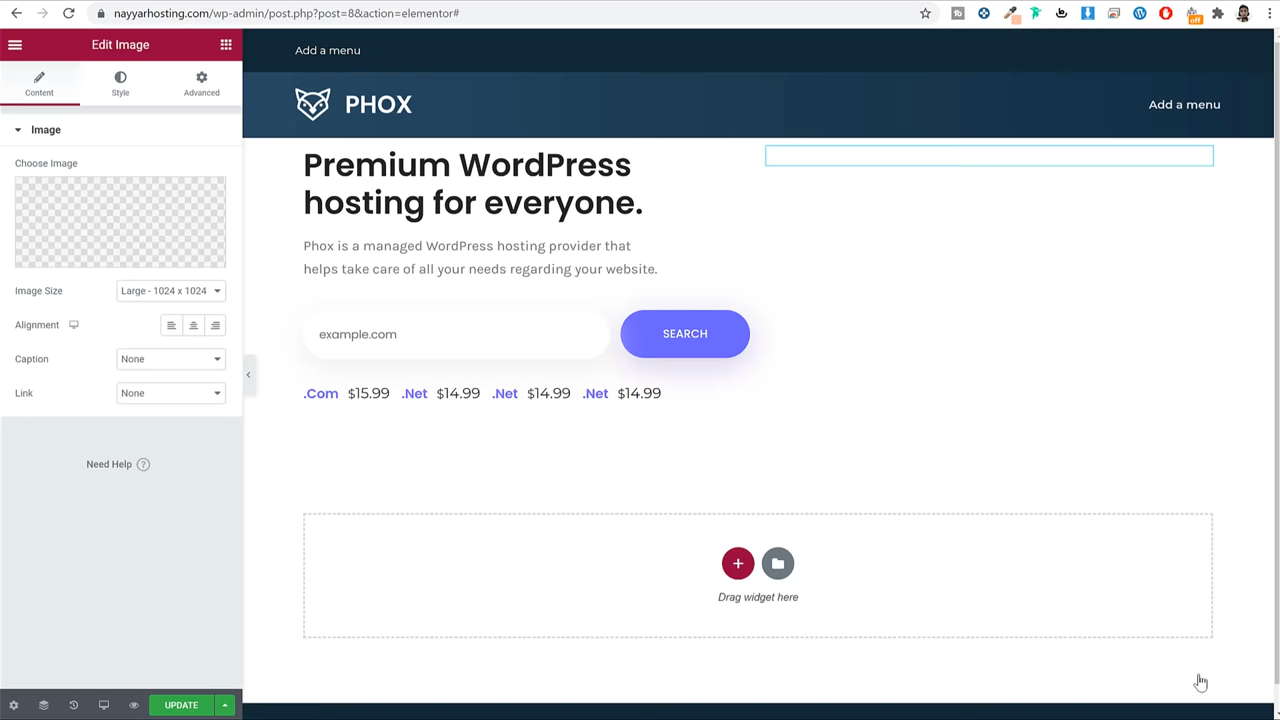 nayyarhosting.com/wp-admin/post.php?post=8&action=elementor#
off
Edit Image
Content
Style
Advanced
Image
Choose Image
Image Size
Large - 1024 x 1024
Alignment
Caption
None
Link
None
Need Help ?
UPDATE
Add a menu
PHOX
Add a menu
Premium WordPress
hosting for everyone.
Phox is a managed WordPress hosting provider that
helps take care of all your needs regarding your website.
example.com
SEARCH
.Com $15.99 .Net $14.99 .Net $14.99 .Net $14.99
Drag widget here